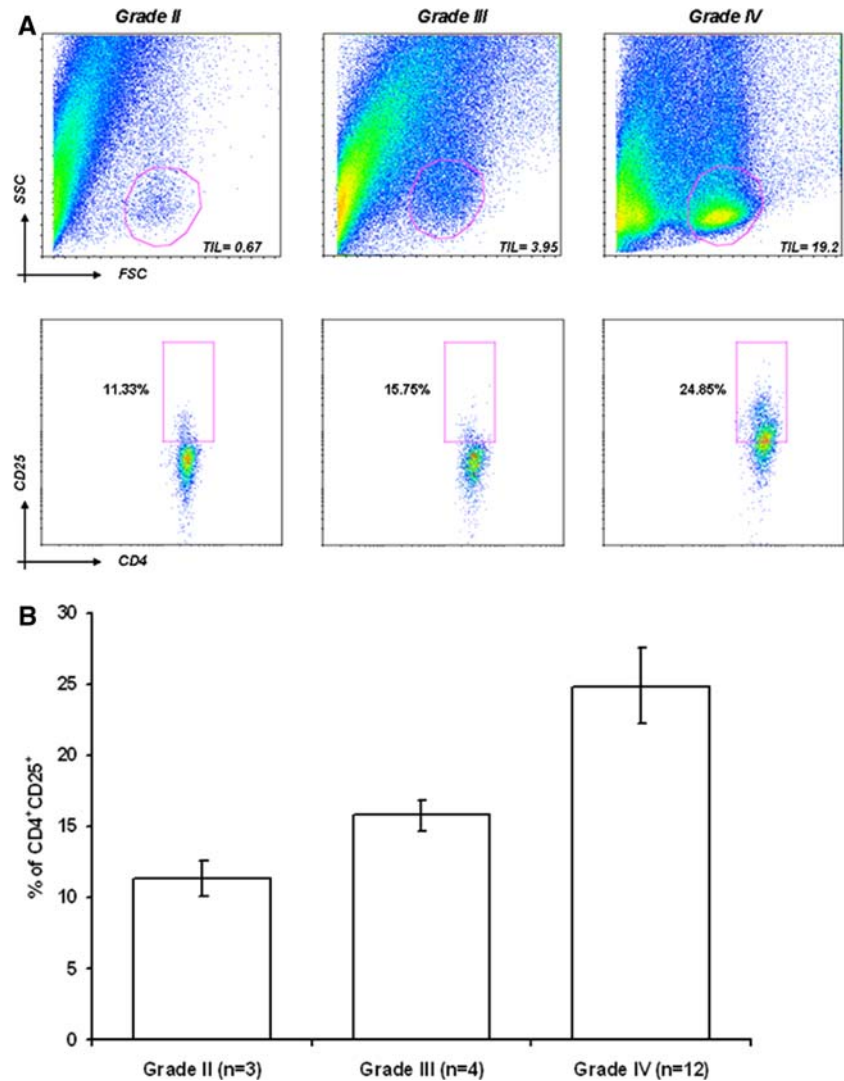 A
Grade II
Grade III
Grade IV
SSC
FSC
TIL= 0.67
TIL= 3.95
TIL= 19.2
11.33%
15.75%
24.85%
CD25
CD4
B
30
25
20
15
10
5
0
% of CD4⁺CD25⁺
Grade II (n=3)
Grade III (n=4)
Grade IV (n=12)